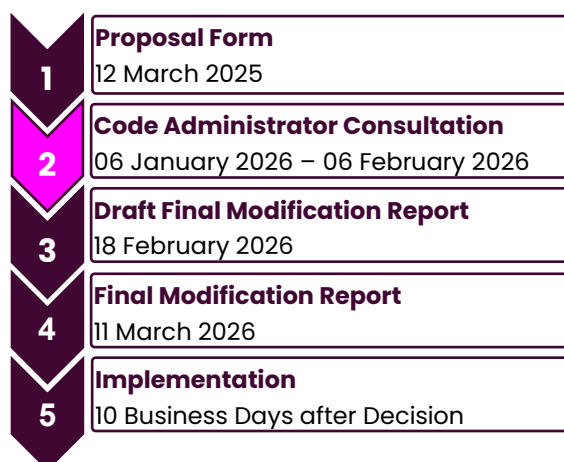 1
Proposal Form
12 March 2025
2
Code Administrator Consultation
06 January 2026 – 06 February 2026
3
Draft Final Modification Report
18 February 2026
4
Final Modification Report
11 March 2026
5
Implementation
10 Business Days after Decision